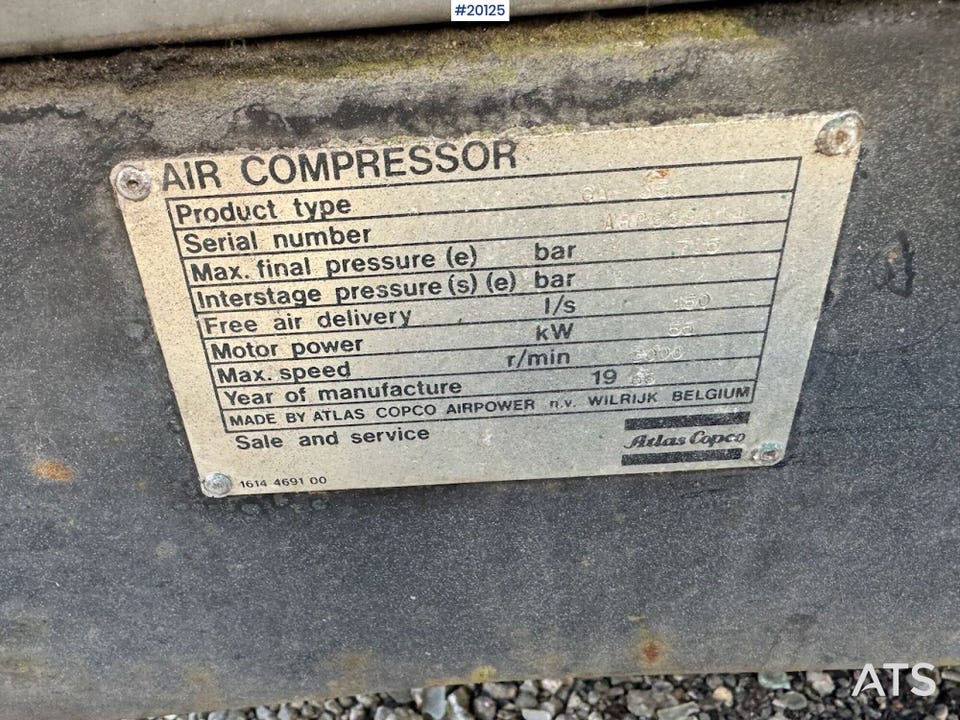 #20125
AIR COMPRESSOR
Product type
Serial number
Max. final pressure (e) bar
Interstage pressure (s) (e) bar
Free air delivery l/s 150
Motor power kW
Max. speed r/min
Year of manufacture 19
MADE BY ATLAS COPCO AIRPOWER n.v. WILRIJK BELGIUM
Sale and service
Atlas Copco
1614 4691 00
ATS